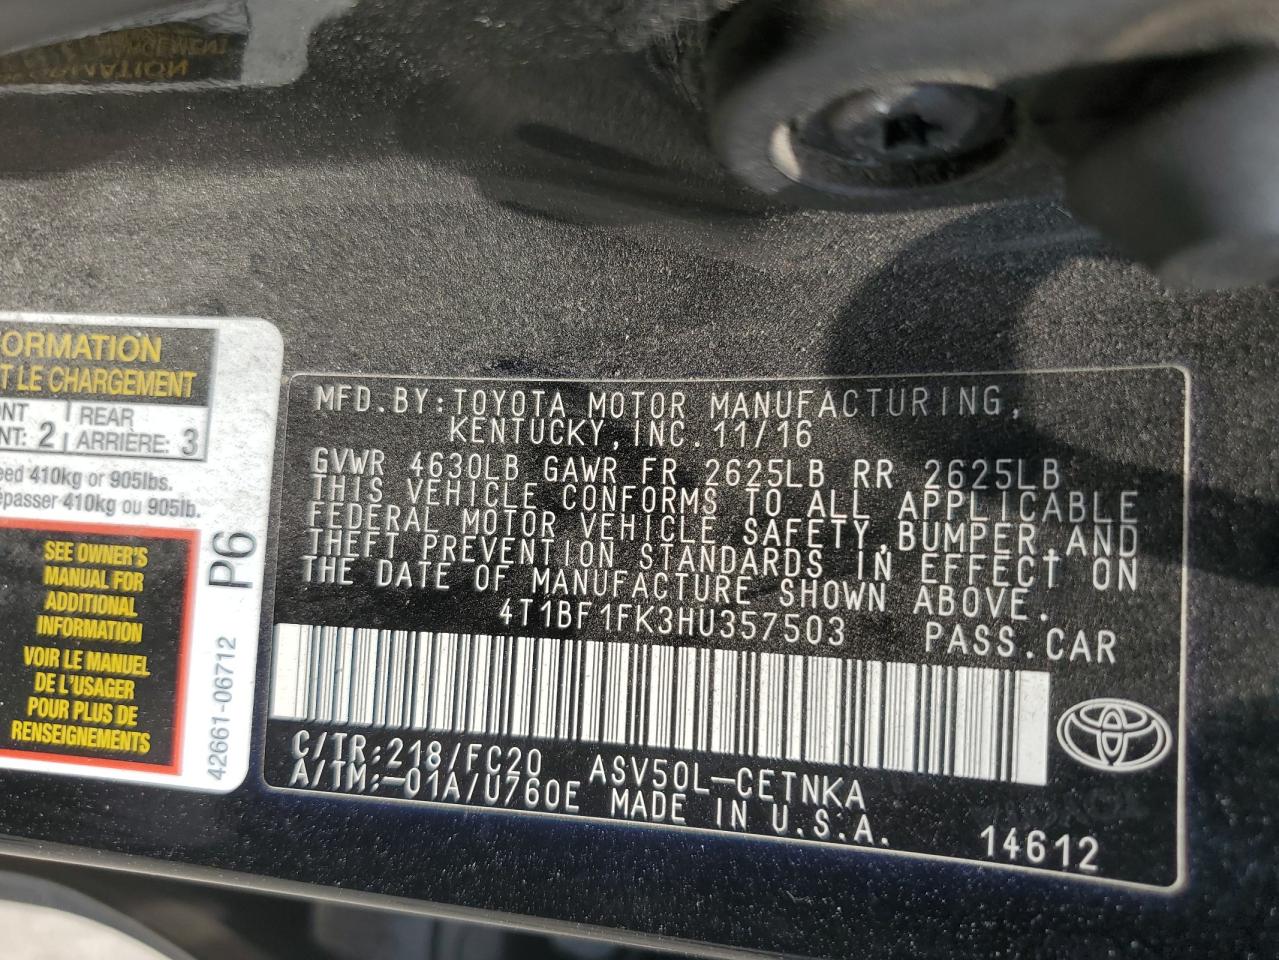 NGEMENT
RMATION
ORMATION
T LE CHARGEMENT
ONT 2 REAR 3
NT: ARRIÈRE:
eed 410kg or 905lbs.
épasser 410kg ou 905lb.
SEE OWNER'S
MANUAL FOR
ADDITIONAL
INFORMATION
VOIR LE MANUEL
DE L'USAGER
POUR PLUS DE
RENSEIGNEMENTS
P6
42661-06712
MFD.BY:TOYOTA MOTOR MANUFACTURING,
KENTUCKY,INC.11/16
GVWR 4630LB GAWR FR 2625LB RR 2625LB
THIS VEHICLE CONFORMS TO ALL APPLICABLE
FEDERAL MOTOR VEHICLE SAFETY,BUMPER,AND
THEFT PREVENTION STANDARDS IN EFFECT ON
THE DATE OF MANUFACTURE SHOWN ABOVE.
4T1BF1FK3HU357503 PASS.CAR
C/TR:218/FC20 ASV50L-CETNKA
A/TM:-01A/U760E MADE IN U.S.A.
14612